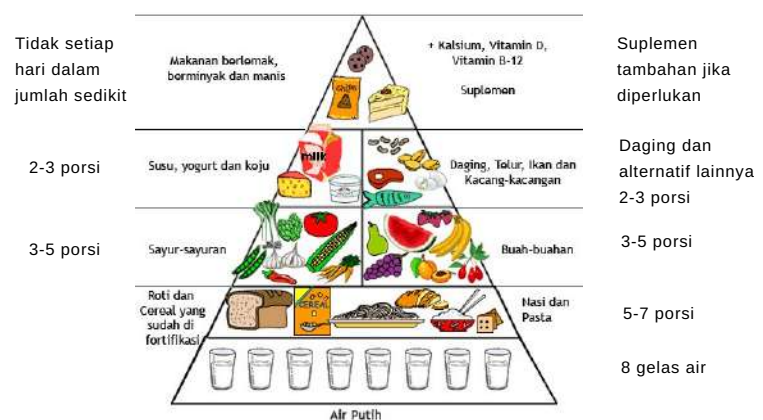 Tidak setiap
hari dalam
jumlah sedikit
Makanan berlemak,
berminyak dan manis
+ Kalsium, Vitamin D,
Vitamin B-12
Suplemen
Suplemen
tambahan jika
diperlukan
CHIPS
2-3 porsi
Susu, yogurt dan keju
milk
Daging, Telur, Ikan dan
Kacang-kacangan
Daging dan
alternatif lainnya
2-3 porsi
3-5 porsi
Sayur-sayuran
Buah-buahan
3-5 porsi
Roti dan
Cereal yang
sudah di
fortifikasi
CEREAL
Nasi dan
Pasta
5-7 porsi
8 gelas air
Air Putih